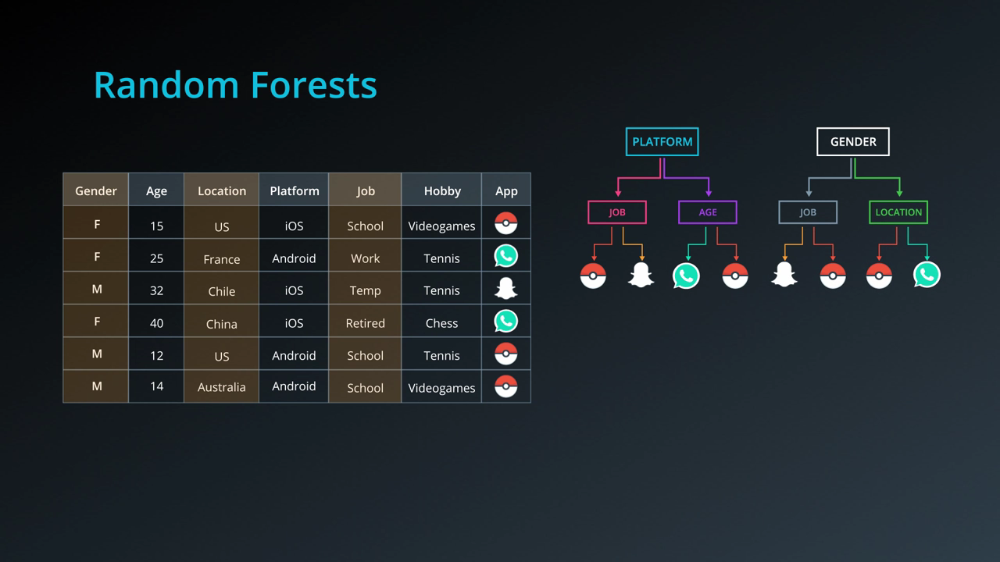 Random Forests
Gender Age Location Platform Job Hobby App
F 15 US iOS School Videogames
F 25 France Android Work Tennis
M 32 Chile iOS Temp Tennis
F 40 China iOS Retired Chess
M 12 US Android School Tennis
M 14 Australia Android School Videogames
PLATFORM GENDER
JOB AGE JOB LOCATION